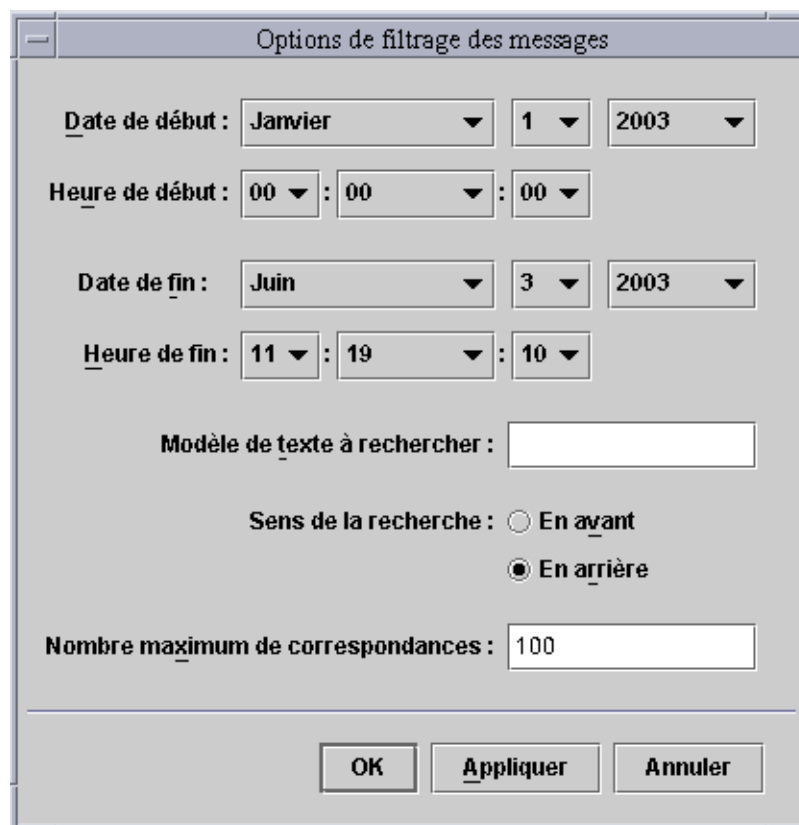 Options de filtrage des messages
Date de début : Janvier 1 2003
Heure de début : 00 : 00 : 00
Date de fin : Juin 3 2003
Heure de fin : 11 : 19 : 10
Modèle de texte à rechercher :
Sens de la recherche : En avant
En arrière
Nombre maximum de correspondances : 100
OK Appliquer Annuler